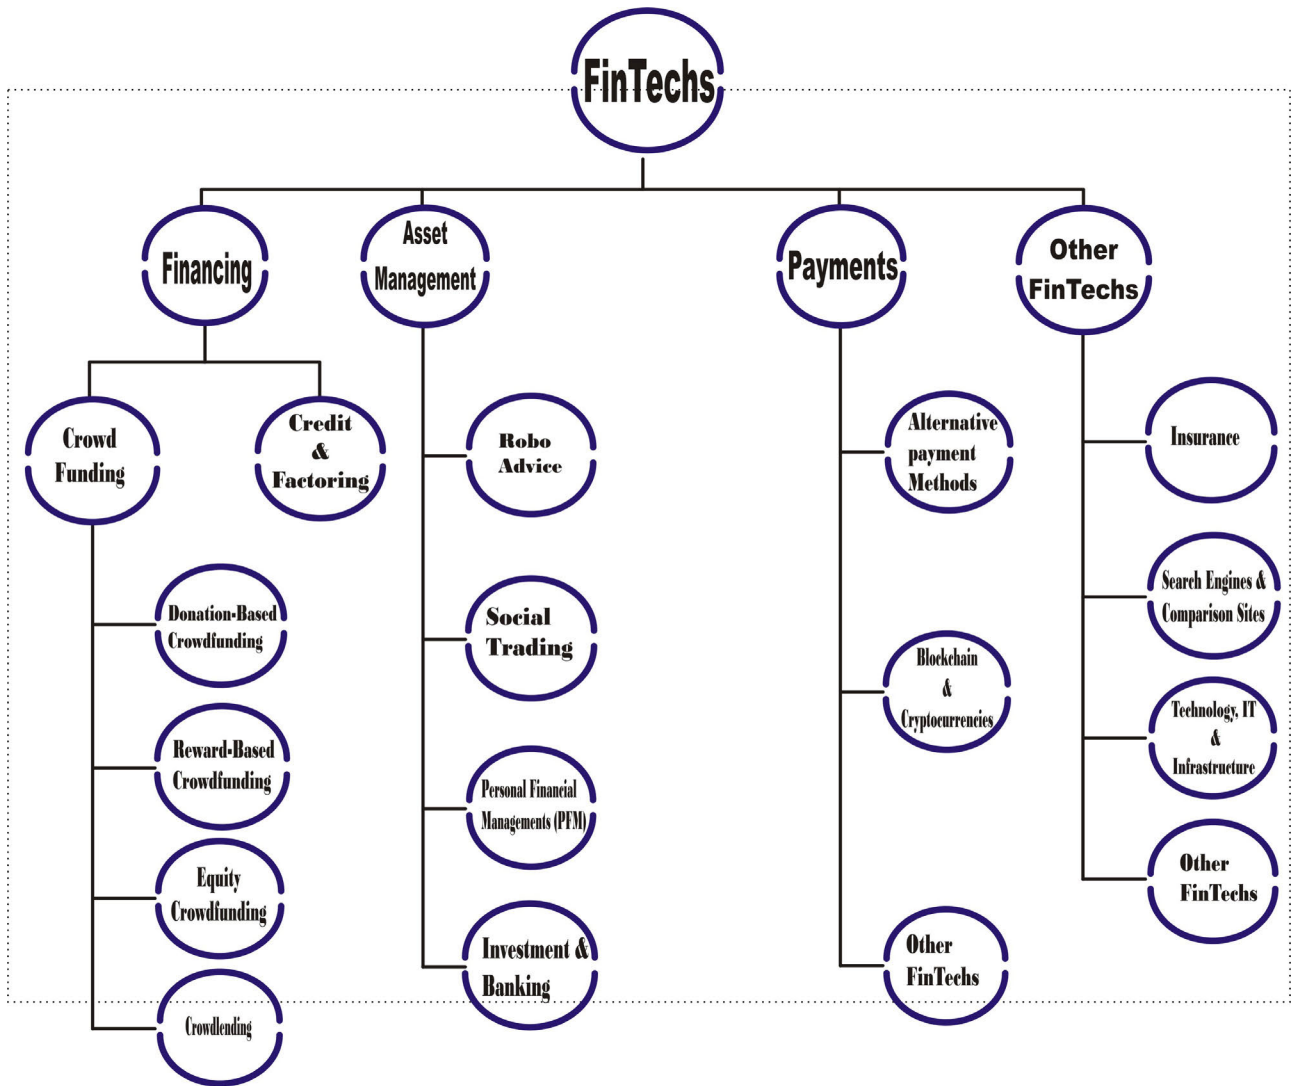 FinTechs
Financing
Asset
Management
Payments
Other
FinTechs
Crowd
Funding
Credit
&
Factoring
Donation-Based
Crowdfunding
Reward-Based
Crowdfunding
Equity
Crowdfunding
Crowdlending
Robo
Advice
Social
Trading
Personal Financial
Managements (PFM)
Investment &
Banking
Alternative
payment
Methods
Blockchain
&
Cryptocurrencies
Other
FinTechs
Insurance
Search Engines &
Comparison Sites
Technology, IT
&
Infrastructure
Other
FinTechs